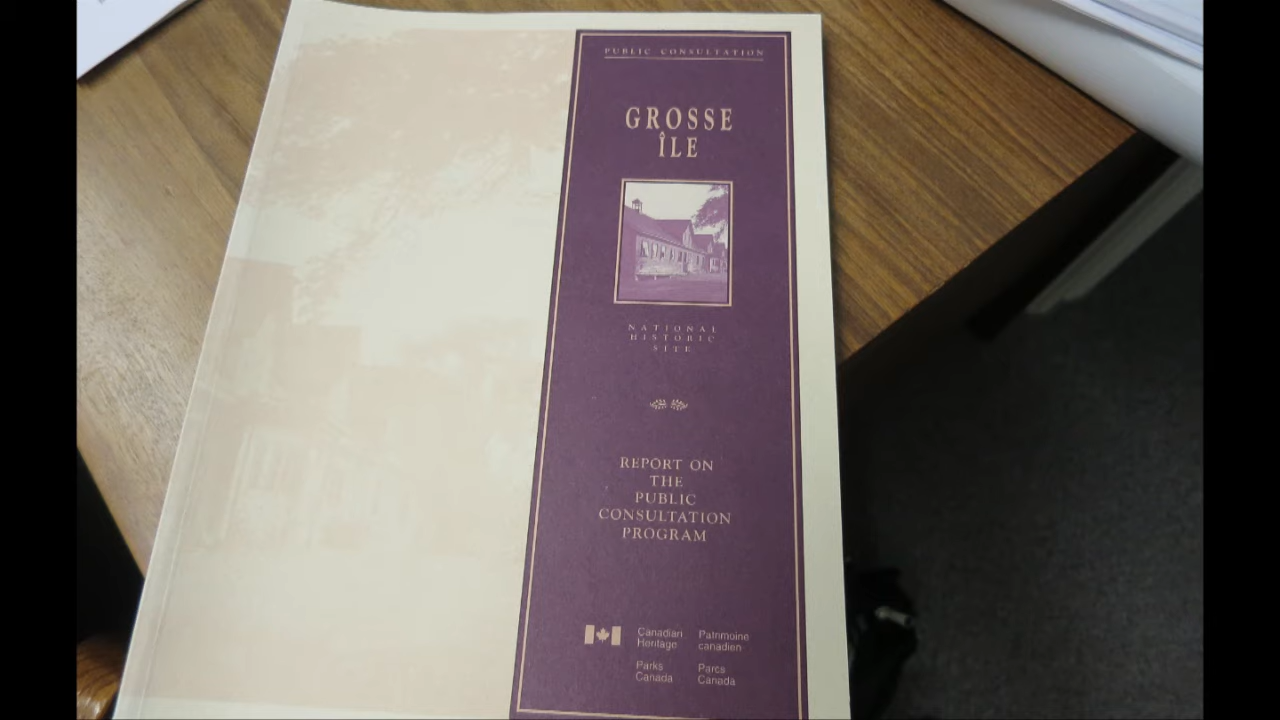 PUBLIC CONSULTATION
GROSSE
ÎLE
NATIONAL
HISTORIC
SITE
REPORT ON
THE
PUBLIC
CONSULTATION
PROGRAM
Canadian Patrimoine
Heritage canadien
Parks Parcs
Canada Canada